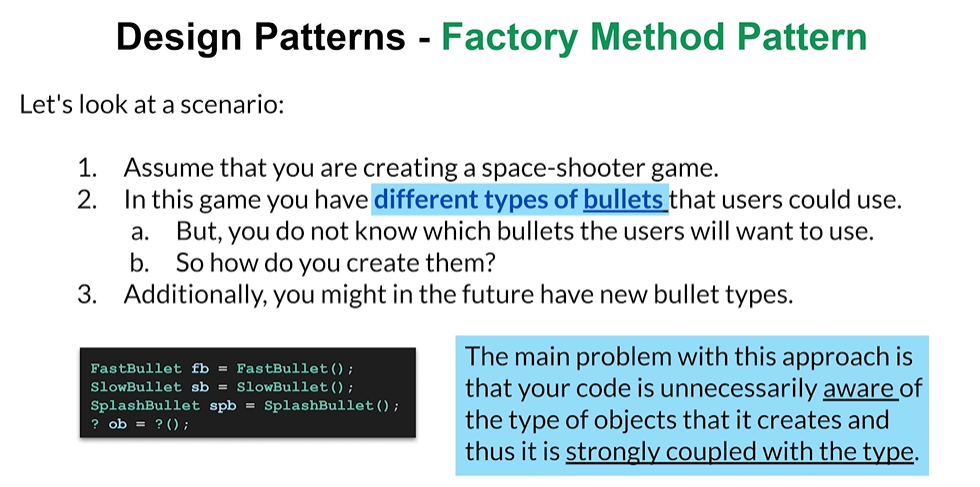 Design Patterns - Factory Method Pattern
Let's look at a scenario:
1. Assume that you are creating a space-shooter game.
2. In this game you have different types of bullets that users could use.
a. But, you do not know which bullets the users will want to use.
b. So how do you create them?
3. Additionally, you might in the future have new bullet types.
FastBullet fb = FastBullet();
SlowBullet sb = SlowBullet();
SplashBullet spb = SplashBullet();
? ob = ?();
The main problem with this approach is
that your code is unnecessarily aware of
the type of objects that it creates and
thus it is strongly coupled with the type.